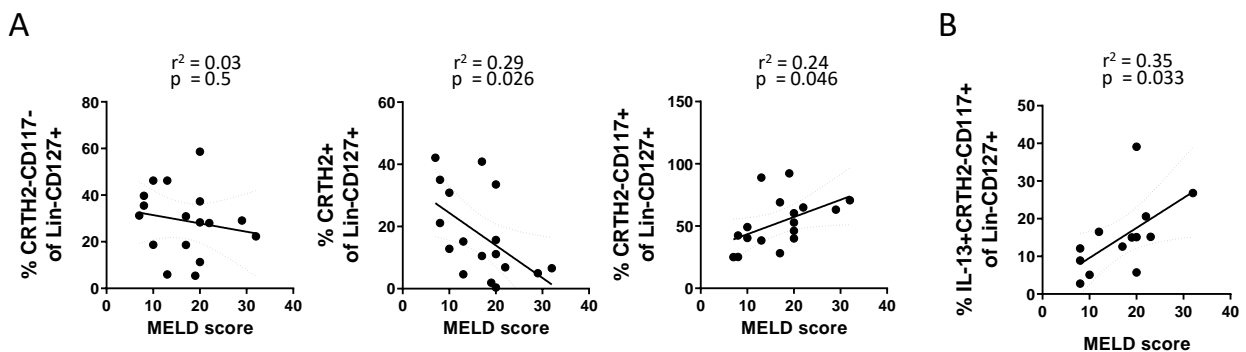 A
r² = 0.03
p = 0.5
% CRTH2-CD117-
of Lin-CD127+
80
60
40
20
0
0 10 20 30 40
MELD score
r² = 0.29
p = 0.026
% CRTH2+
of Lin-CD127+
60
40
20
0
0 10 20 30 40
MELD score
r² = 0.24
p = 0.046
% CRTH2-CD117+
of Lin-CD127+
150
100
50
0
0 10 20 30 40
MELD score
B
r² = 0.35
p = 0.033
% IL-13+CRTH2-CD117+
of Lin-CD127+
50
40
30
20
10
0
0 10 20 30 40
MELD score